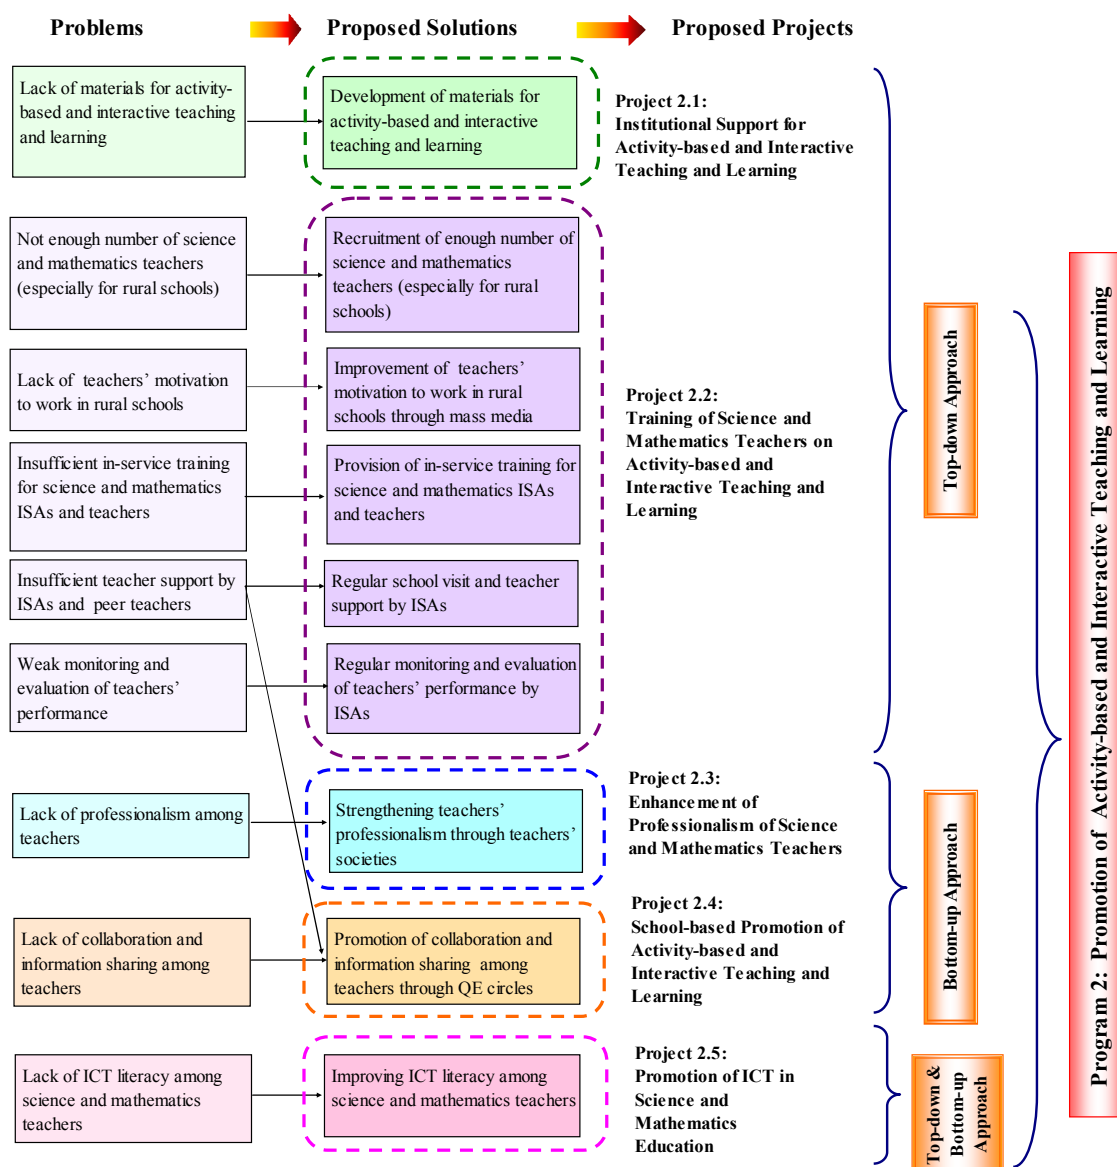 Problems
Proposed Solutions
Proposed Projects
Lack of materials for activity-
based and interactive teaching
and learning
Development of materials for
activity-based and interactive
teaching and learning
Project 2.1:
Institutional Support for
Activity-based and Interactive
Teaching and Learning
Not enough number of science
and mathematics teachers
(especially for rural schools)
Recruitment of enough number of
science and mathematics
teachers (especially for rural
schools)
Lack of teachers' motivation
to work in rural schools
Improvement of teachers'
motivation to work in rural
schools through mass media
Insufficient in-service training
for science and mathematics
ISAs and teachers
Provision of in-service training for
science and mathematics ISAs
and teachers
Insufficient teacher support by
ISAs and peer teachers
Regular school visit and teacher
support by ISAs
Weak monitoring and
evaluation of teachers'
performance
Regular monitoring and evaluation
of teachers' performance by
ISAs
Project 2.2:
Training of Science and
Mathematics Teachers on
Activity-based and
Interactive Teaching and
Learning
Top-down Approach
Lack of professionalism among
teachers
Strengthening teachers'
professionalism through teachers'
societies
Project 2.3:
Enhancement of
Professionalism of Science
and Mathematics Teachers
Lack of collaboration and
information sharing among
teachers
Promotion of collaboration and
information sharing among
teachers through QE circles
Project 2.4:
School-based Promotion of
Activity-based and
Interactive Teaching and
Learning
Bottom-up Approach
Lack of ICT literacy among
science and mathematics
teachers
Improving ICT literacy among
science and mathematics teachers
Project 2.5:
Promotion of ICT in
Science and
Mathematics
Education
Top-down &
Bottom-up
Approach
Program 2: Promotion of Activity-based and Interactive Teaching and Learning